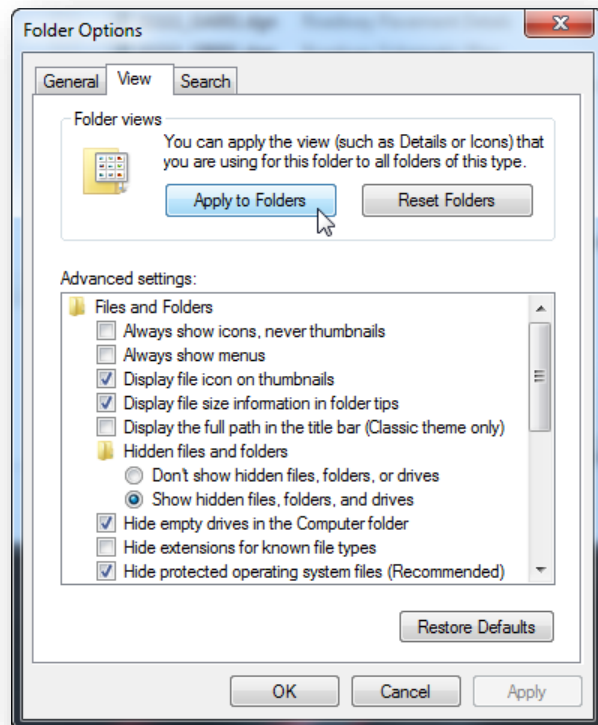 Folder Options
General View Search
Folder views
You can apply the view (such as Details or Icons) that
you are using for this folder to all folders of this type.
Apply to Folders Reset Folders
Advanced settings:
Files and Folders
Always show icons, never thumbnails
Always show menus
Display file icon on thumbnails
Display file size information in folder tips
Display the full path in the title bar (Classic theme only)
Hidden files and folders
Don't show hidden files, folders, or drives
Show hidden files, folders, and drives
Hide empty drives in the Computer folder
Hide extensions for known file types
Hide protected operating system files (Recommended)
Restore Defaults
OK Cancel Apply